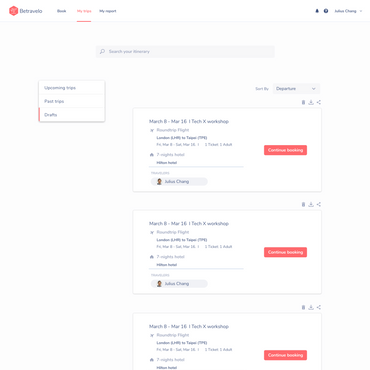 Betravelo
Book
My trips
My report
Julius Chang
Search your itinerary
Upcoming trips
Past trips
Drafts
Sort By
Departure
March 8 - Mar 16 I Tech X workshop
Roundtrip Flight
London (LHR) to Taipei (TPE)
Fri, Mar 8 - Sat, Mar 16 I 1 Ticket: 1 Adult
7-nights hotel
Hilton hotel
TRAVELERS
Julius Chang
Continue booking
March 8 - Mar 16 I Tech X workshop
Roundtrip Flight
London (LHR) to Taipei (TPE)
Fri, Mar 8 - Sat, Mar 16 I 1 Ticket: 1 Adult
7-nights hotel
Hilton hotel
TRAVELERS
Julius Chang
Continue booking
March 8 - Mar 16 I Tech X workshop
Roundtrip Flight
London (LHR) to Taipei (TPE)
Fri, Mar 8 - Sat, Mar 16 I 1 Ticket: 1 Adult
7-nights hotel
Hilton hotel
Continue booking